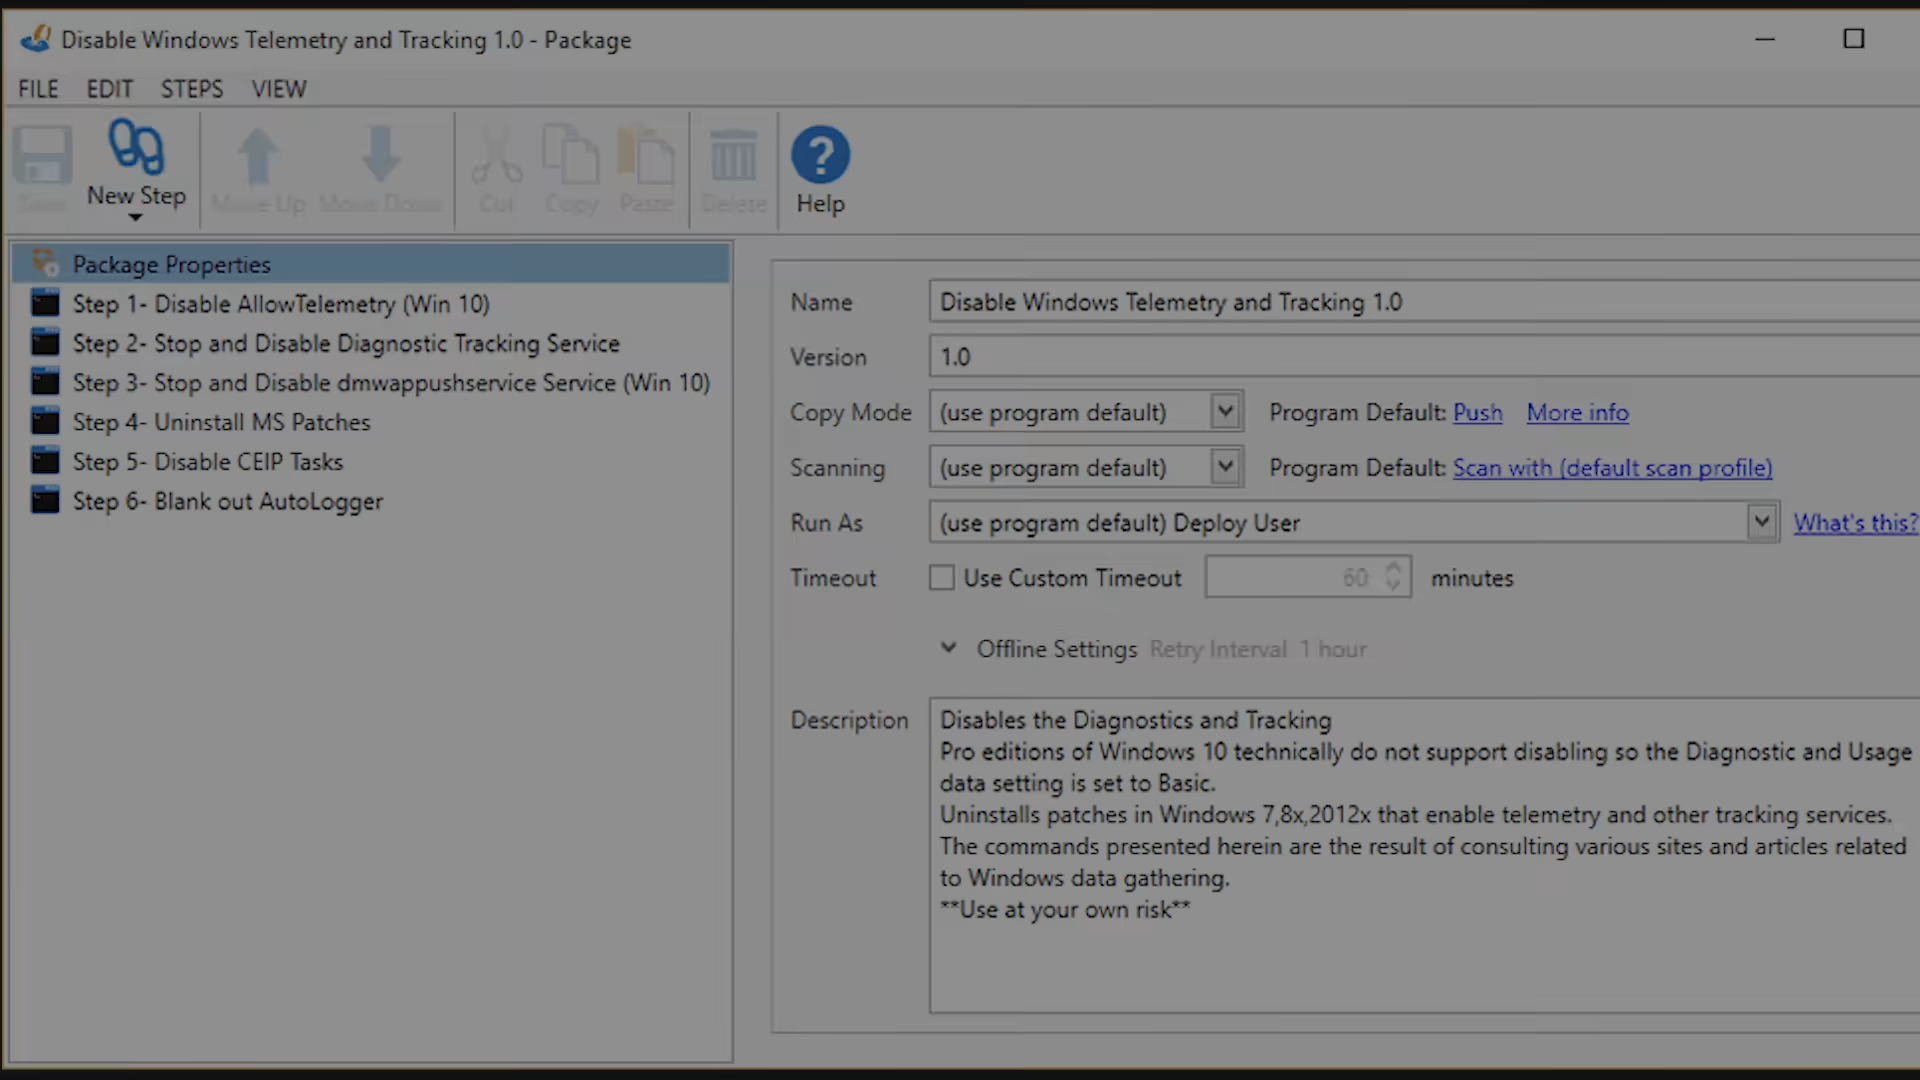 Disable Windows Telemetry and Tracking 1.0 - Package
FILE EDIT STEPS VIEW
Save New Step Move Up Move Down Cut Copy Paste Delete Help
Package Properties
Step 1- Disable AllowTelemetry (Win 10)
Step 2- Stop and Disable Diagnostic Tracking Service
Step 3- Stop and Disable dmwappushservice Service (Win 10)
Step 4- Uninstall MS Patches
Step 5- Disable CEIP Tasks
Step 6- Blank out AutoLogger
Name Disable Windows Telemetry and Tracking 1.0
Version 1.0
Copy Mode (use program default) Program Default: Push More info
Scanning (use program default) Program Default: Scan with (default scan profile)
Run As (use program default) Deploy User What's this?
Timeout Use Custom Timeout 60 minutes
Offline Settings Retry Interval 1 hour
Description Disables the Diagnostics and Tracking
Pro editions of Windows 10 technically do not support disabling so the Diagnostic and Usage
data setting is set to Basic.
Uninstalls patches in Windows 7,8x,2012x that enable telemetry and other tracking services.
The commands presented herein are the result of consulting various sites and articles related
to Windows data gathering.
**Use at your own risk**